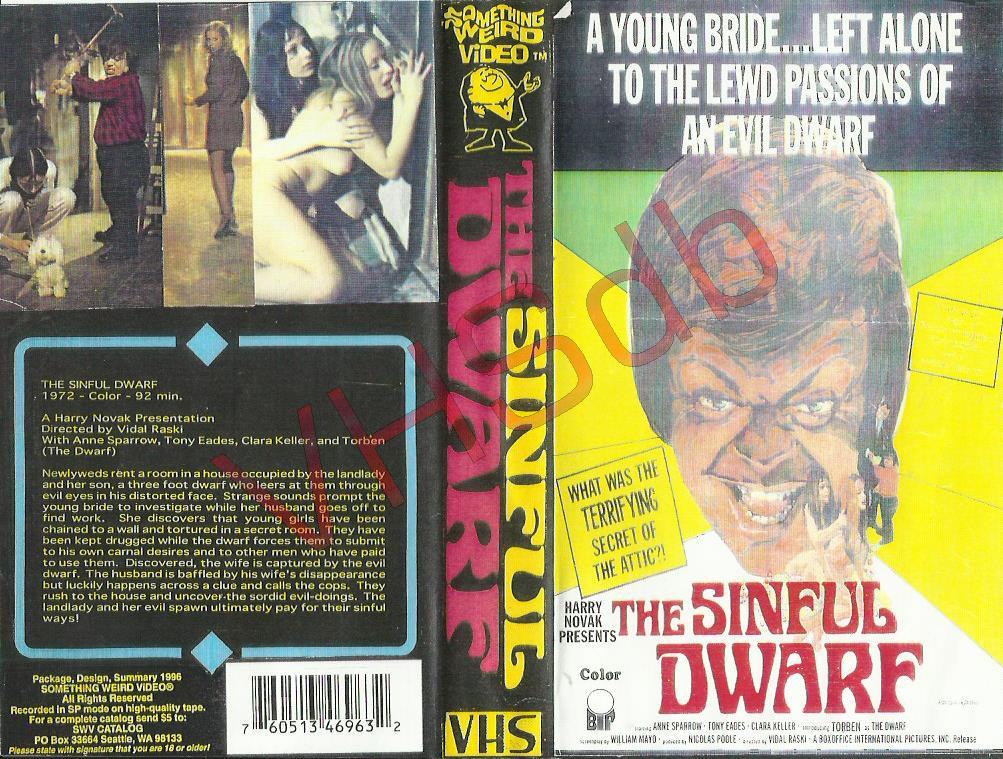 THE SINFUL DWARF
1972 - Color - 92 min.
A Harry Novak Presentation
Directed by Vidal Raski
With Anne Sparrow, Tony Eades, Clara Keller, and Torben
(The Dwarf)
Newlyweds rent a room in a house occupied by the landlady
and her son, a three foot dwarf who leers at them through
evil eyes in his distorted face. Strange sounds prompt the
young bride to investigate while her husband goes off to
find work. She discovers that young girls have been
chained to a wall and tortured in a secret room. They have
been kept drugged while the dwarf forces them to submit
to his own carnal desires and to other men who have paid
to use them. Discovered, the wife is captured by the evil
dwarf. The husband is baffled by his wife's disappearance
but luckily happens across a clue and calls the cops. They
rush to the house and uncover the sordid evil-doings. The
landlady and her evil spawn ultimately pay for their sinful
ways!
Package, Design, Summary 1996
SOMETHING WEIRD VIDEO®
All Rights Reserved
Recorded in SP mode on high-quality tape.
For a complete catalog send $5 to:
SWV CATALOG
PO Box 33664 Seattle, WA 98133
Please state with signature that you are 18 or older!
7 60513 46963 2
SOMETHING
WEIRD
VIDEO™
THE SINFUL
DWARF
VHS
A YOUNG BRIDE....LEFT ALONE
TO THE LEWD PASSIONS OF
AN EVIL DWARF
WHAT WAS THE
TERRIFYING
SECRET OF
THE ATTIC?!
HARRY
NOVAK
PRESENTS
THE SINFUL
DWARF
Color
BIP
starring ANNE SPARROW · TONY EADES · CLARA KELLER · introducing TORBEN as THE DWARF
screenplay by WILLIAM MAYO · produced by NICOLAS POOLE · directed by VIDAL RASKI · A BOXOFFICE INTERNATIONAL PICTURES, INC. Release
VHSdb